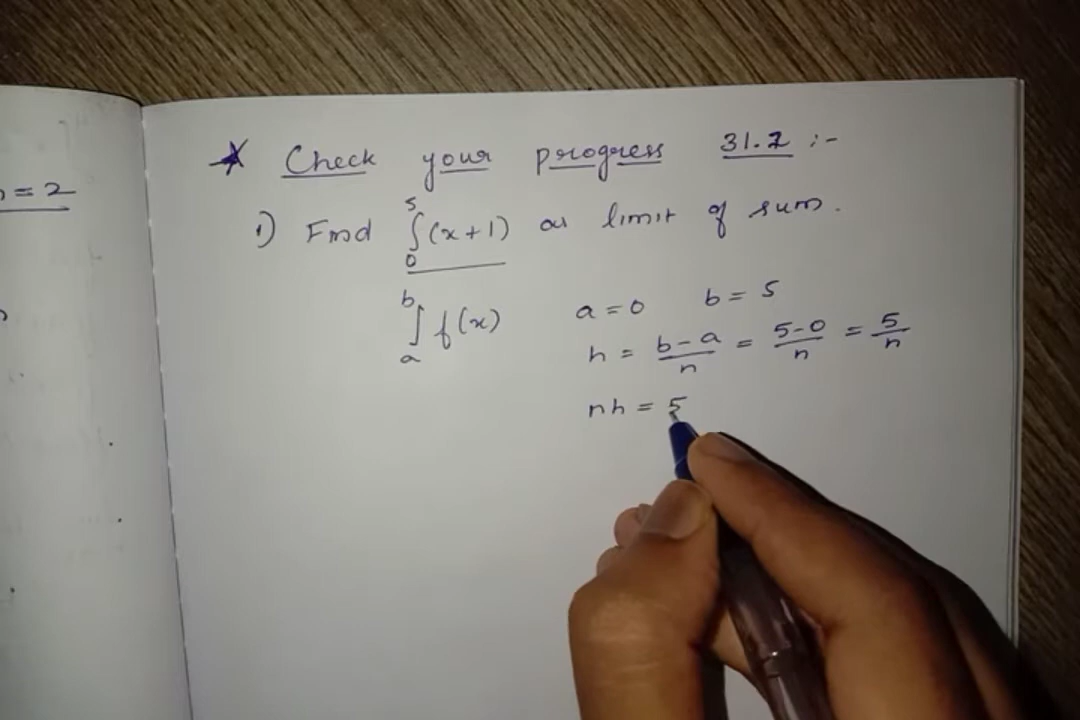 n = 2
* Check your progress 31.2 :-
1) Find ∫₀⁵ (x+1) as limit of sum.
∫ₐᵇ f(x)
a = 0 b = 5
h = b-a/n = 5-0/n = 5/n
nh = 5